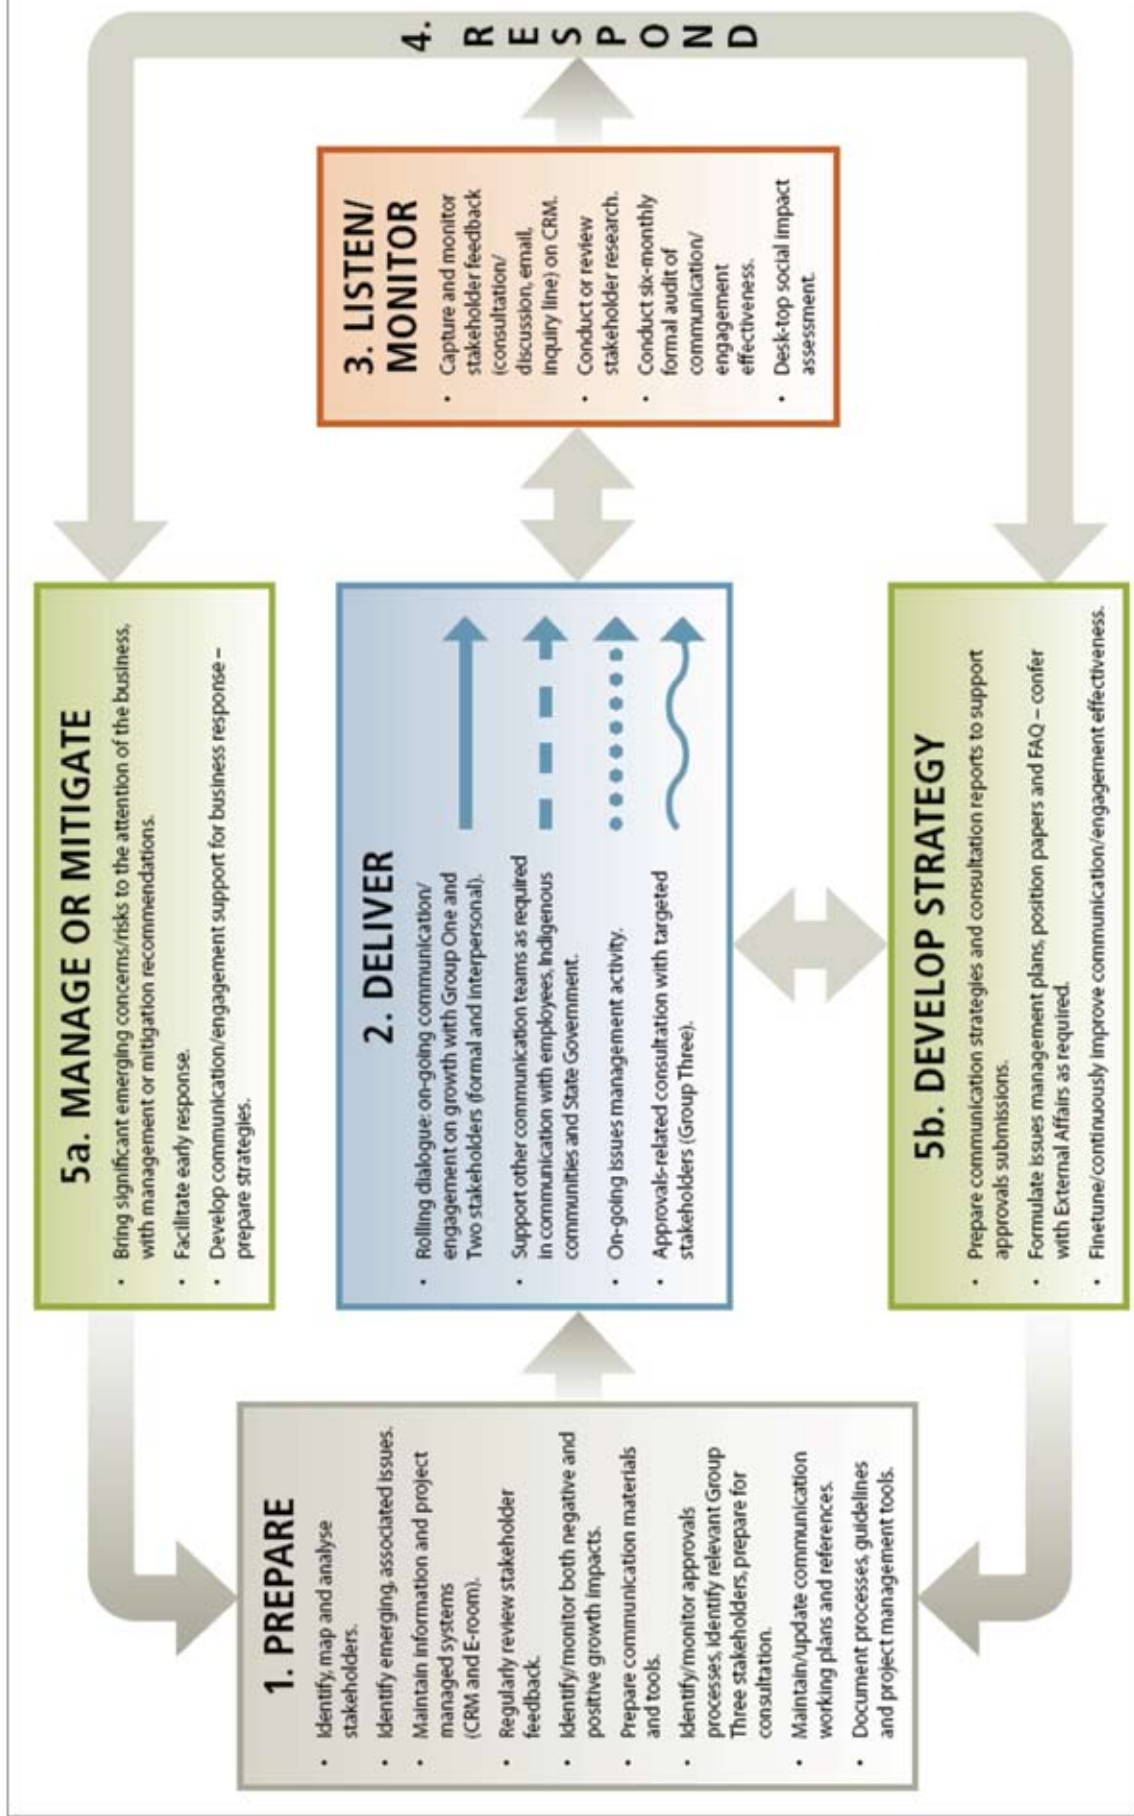 1. PREPARE
• Identify, map and analyse
stakeholders.
• Identify emerging, associated issues.
• Maintain information and project
managed systems
(CRM and E-room).
• Regularly review stakeholder
feedback.
• Identify/monitor both negative and
positive growth impacts.
• Prepare communication materials
and tools.
• Identify/monitor approvals
processes, identify relevant Group
Three stakeholders, prepare for
consultation.
• Maintain/update communication
working plans and references.
• Document processes, guidelines
and project management tools.
2. DELIVER
• Rolling dialogue: on-going communication/
engagement on growth with Group One and
Two stakeholders (formal and interpersonal).
• Support other communication teams as required
in communication with employees, Indigenous
communities and State Government.
• On-going issues management activity.
• Approvals-related consultation with targeted
stakeholders (Group Three).
3. LISTEN/
MONITOR
• Capture and monitor
stakeholder feedback
(consultation/
discussion, email,
inquiry line) on CRM.
• Conduct or review
stakeholder research.
• Conduct six-monthly
formal audit of
communication/
engagement
effectiveness.
• Desk-top social impact
assessment.
4.
RESPOND
5a. MANAGE OR MITIGATE
• Bring significant emerging concerns/risks to the attention of the business,
with management or mitigation recommendations.
• Facilitate early response.
• Develop communication/engagement support for business response –
prepare strategies.
5b. DEVELOP STRATEGY
• Prepare communication strategies and consultation reports to support
approvals submissions.
• Formulate issues management plans, position papers and FAQ – confer
with External Affairs as required.
• Finetune/continuously improve communication/engagement effectiveness.